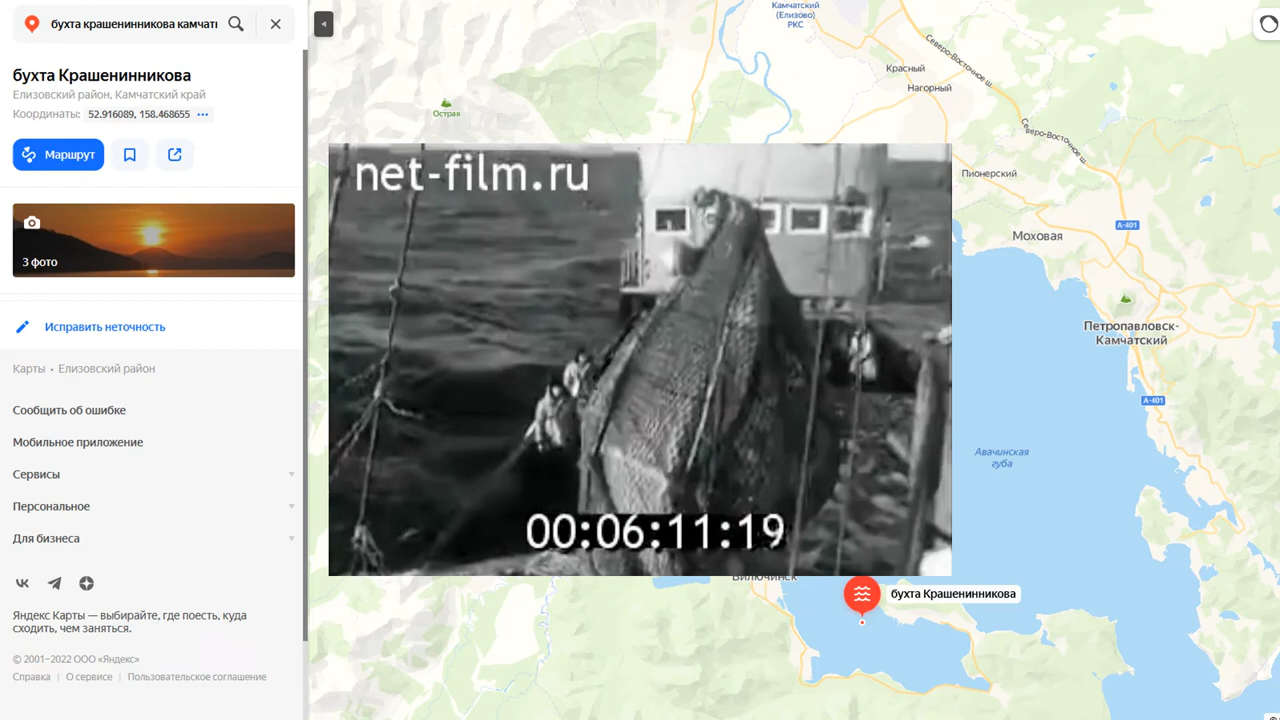 бухта крашенинникова камчат
бухта Крашенинникова
Елизовский район, Камчатский край
Координаты: 52.916089, 158.468655 •••
Маршрут
3 фото
Исправить неточность
Карты • Елизовский район
Сообщить об ошибке
Мобильное приложение
Сервисы
Персональное
Для бизнеса
Яндекс Карты — выбирайте, где поесть, куда
сходить, чем заняться.
© 2001–2022 ООО «Яндекс»
Справка | О сервисе | Пользовательское соглашение
Камчатский
(Елизово)
РКС
Северо-Восточное ш.
Красный
Нагорный
Острая
Северо-Восточное ш.
net-film.ru
Пионерский
А-401
Моховая
Петропавловск-
Камчатский
А-401
Авачинская
губа
00:06:11:19
Вилючинск
бухта Крашенинникова